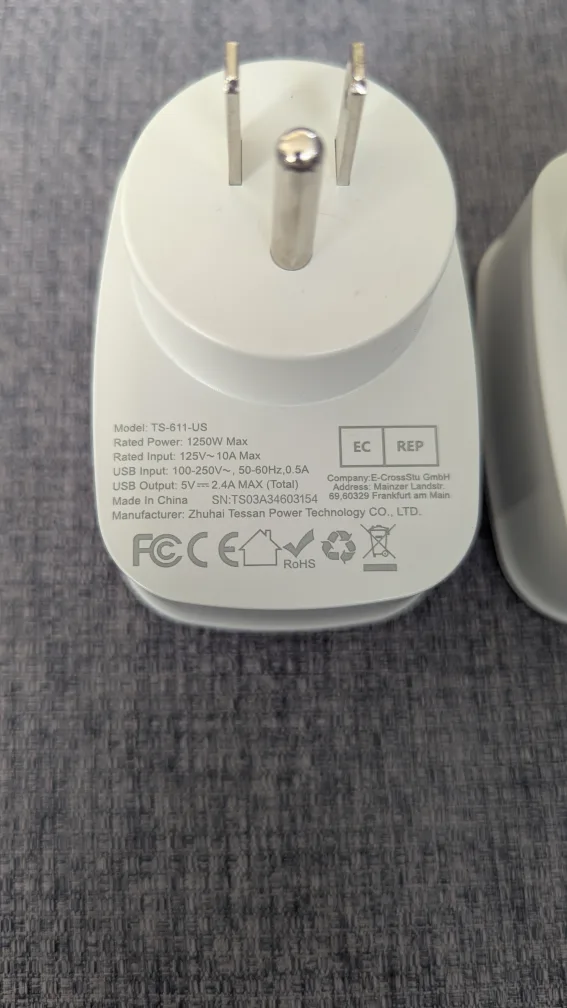 Model: TS-611-US
Rated Power: 1250W Max
Rated Input: 125V～10A Max
USB Input: 100-250V～, 50-60Hz,0.5A
USB Output: 5V⎓ 2.4A MAX (Total)
Made In China SN:TS03A34603154
Manufacturer: Zhuhai Tessan Power Technology CO., LTD.
EC REP
Company:E-CrossStu GmbH
Address: Mainzer Landstr.
69,60329 Frankfurt am Main
FC CE
RoHS